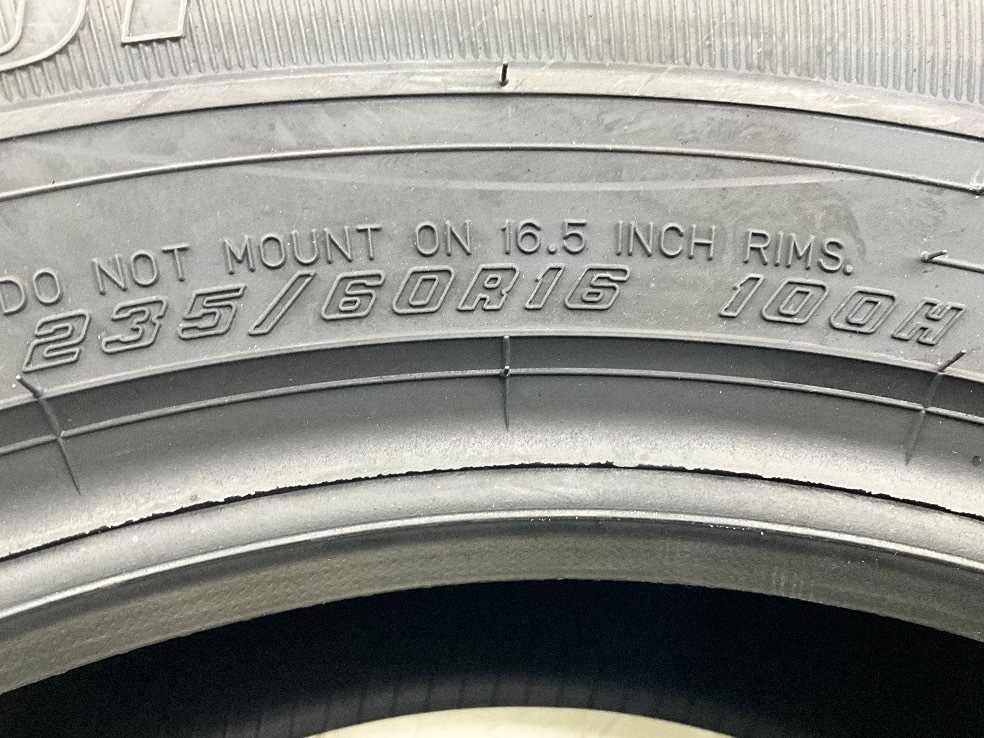 DO NOT MOUNT ON 16.5 INCH RIMS.
235/60R16 100H